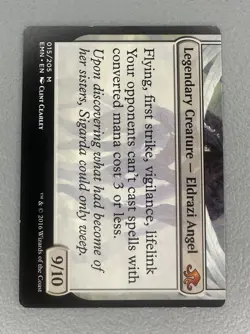 Legendary Creature — Eldrazi Angel
Flying, first strike, vigilance, lifelink
Your opponents can't cast spells with
converted mana cost 3 or less.
Upon discovering what had become of
her sisters, Sigarda could only weep.
9/10
015/205 M
EMN • EN CLINT CEARLEY
™ & © 2016 Wizards of the Coast